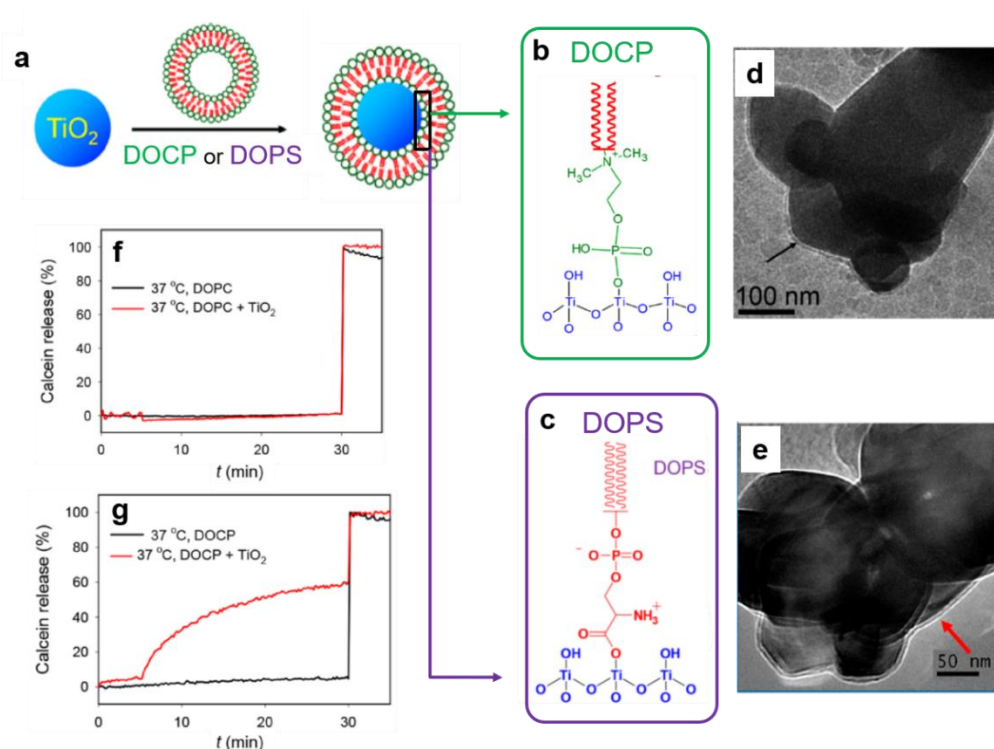 a
TiO2
DOCP or DOPS
b
DOCP
−
N+
CH3
H3C
O
HO
P
O
O
OH
OH
Ti
Ti
Ti
O
O
O
O
O
O
O
c
DOPS
DOPS
O
− O
P
O
O
NH3
+
O
O
OH
OH
Ti
Ti
Ti
O
O
O
O
O
O
O
d
100 nm
e
50 nm
f
Calcein release (%)
100
80
60
40
20
0
37 °C, DOPC
37 °C, DOPC + TiO2
0
10
20
30
t (min)
g
Calcein release (%)
100
80
60
40
20
0
37 °C, DOCP
37 °C, DOCP + TiO2
0
10
20
30
t (min)